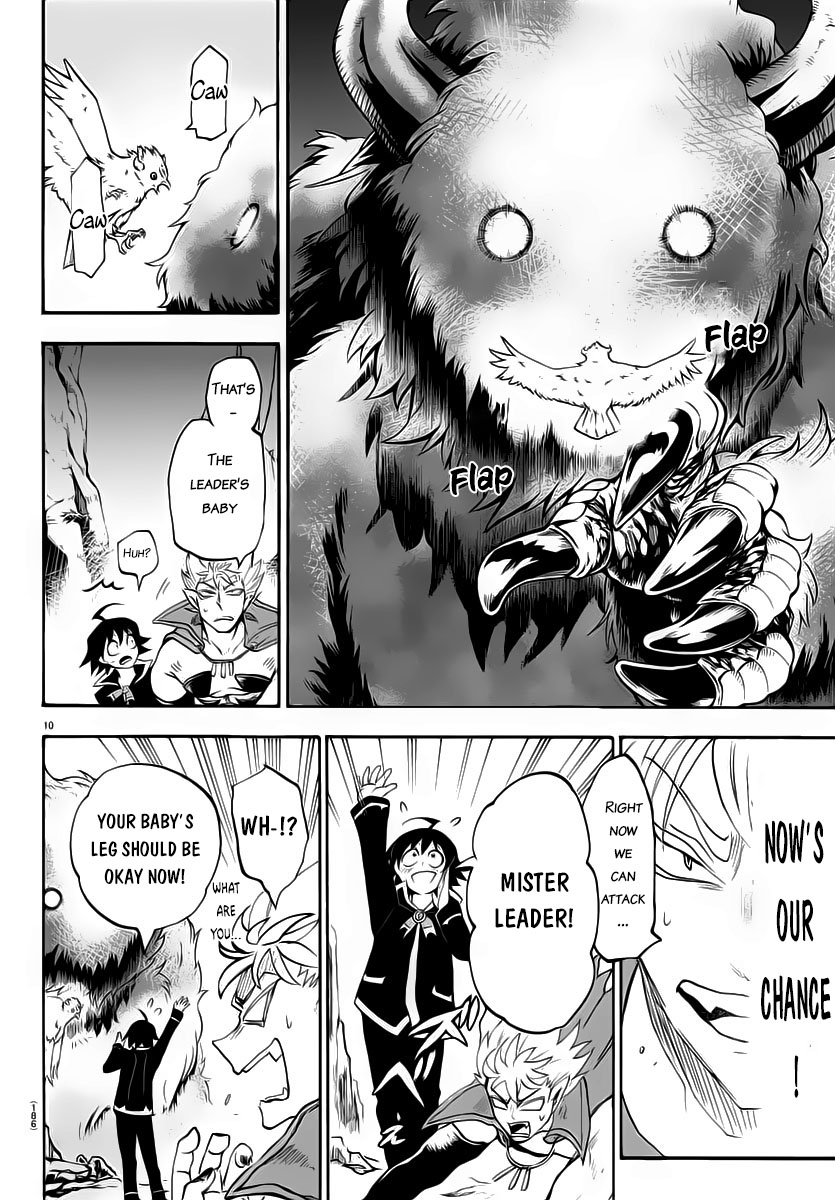 Flap
Flap
Caw
Caw
THAT'S
-
THE
LEADER'S
BABY
HUH?
10
NOW'S
OUR
CHANCE
!
RIGHT
NOW WE
CAN
ATTACK
...
MISTER
LEADER!
WH-!?
WHAT
ARE
YOU...
YOUR BABY'S
LEG SHOULD BE
OKAY NOW!
(186)